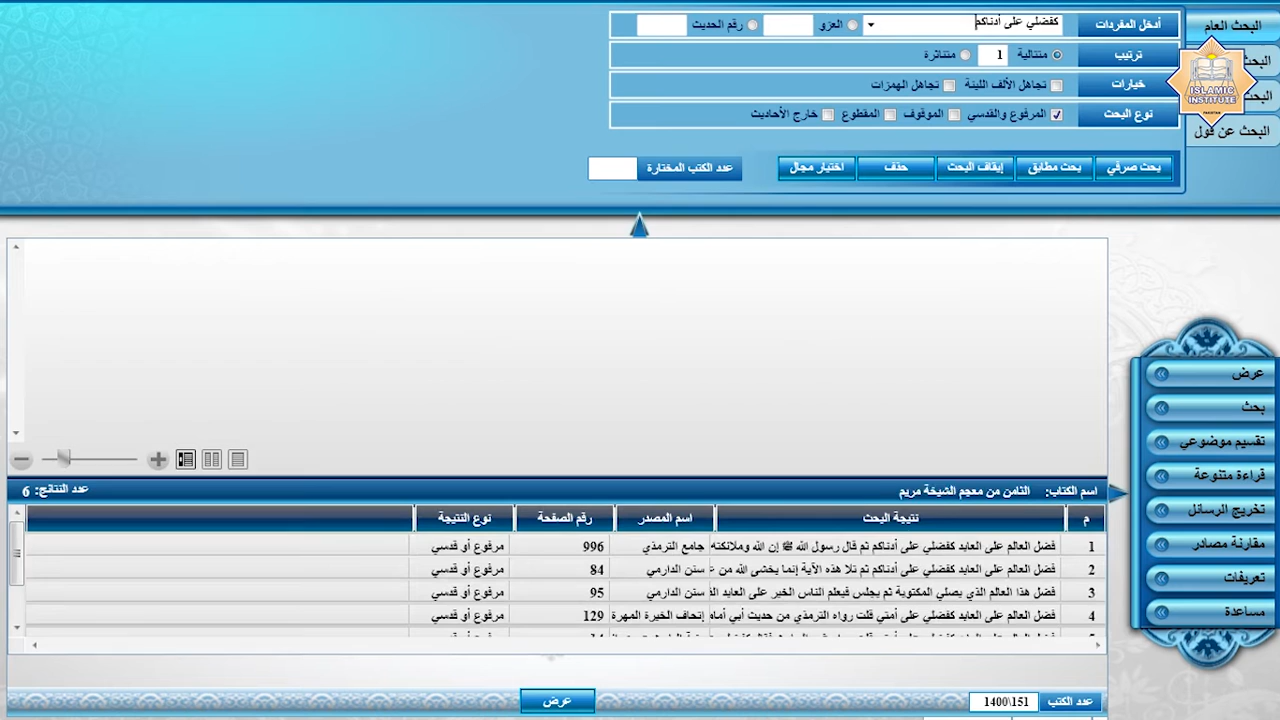 البحث العام
أدخل المفردات
كفضلي على أدناكم
العزو
رقم الحديث
ترتيب
متتالية
1
متناثرة
البحث
ISLAMIC
INSTITUTE
خيارات
تجاهل الألف اللينة
تجاهل الهمزات
البحث
نوع البحث
المرفوع والقدسي
الموقوف
المقطوع
خارج الأحاديث
البحث عن قول
بحث صرفي
بحث مطابق
إيقاف البحث
حذف
اختيار مجال
عدد الكتب المختارة
عرض
بحث
تقسيم موضوعي
قراءة متنوعة
تخريج الرسائل
مقارنة مصادر
تعريفات
مساعدة
اسم الكتاب: الثامن من معجم الشيخة مريم
عدد النتائج: 6
م
نتيجة البحث
اسم المصدر
رقم الصفحة
نوع النتيجة
1 فضل العالم على العابد كفضلي على أدناكم ثم قال رسول الله ﷺ إن الله وملائكته جامع الترمذي 996 مرفوع أو قدسي
2 فضل العالم على العابد كفضلي على أدناكم ثم تلا هذه الآية إنما يخشى الله من سنن الدارمي 84 مرفوع أو قدسي
3 فضل هذا العالم الذي يصلي المكتوبة ثم يجلس فيعلم الناس الخير على العابد سنن الدارمي 95 مرفوع أو قدسي
4 فضل العالم على العابد كفضلي على أمتي قلت رواه الترمذي من حديث أبي أمام إتحاف الخيرة المهرة 129 مرفوع أو قدسي
عدد الكتب
1400\151
عرض